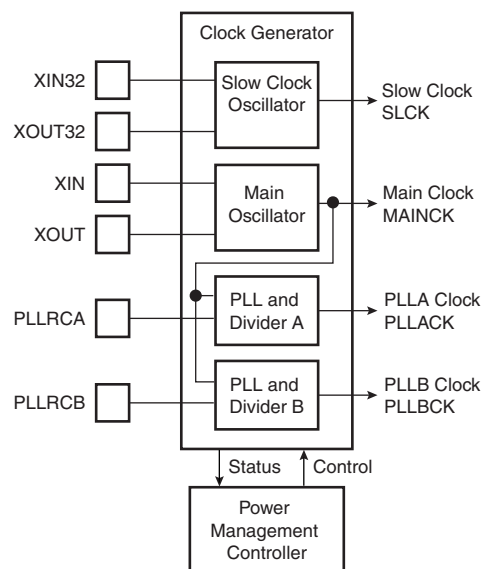 Clock Generator
XIN32
Slow Clock
Oscillator
Slow Clock
SLCK
XOUT32
XIN
Main
Oscillator
Main Clock
MAINCK
XOUT
PLLRCA
PLL and
Divider A
PLLA Clock
PLLACK
PLLRCB
PLL and
Divider B
PLLB Clock
PLLBCK
Status
Control
Power
Management
Controller